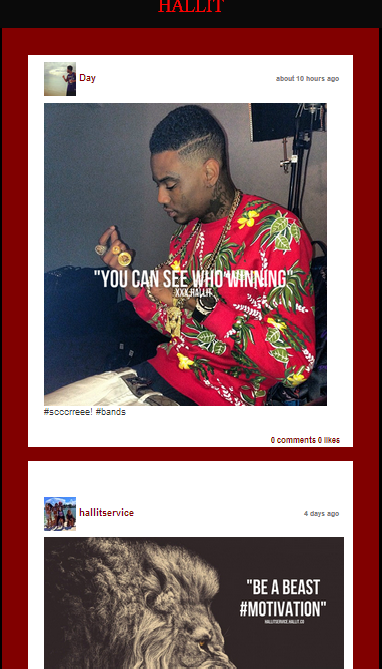 HALLIT
Day
about 10 hours ago
"YOU CAN SEE WHO WINNING"
XXX.HALLIT
#sccorreee! #bands
0 comments 0 likes
hallitservice
4 days ago
"BE A BEAST
#MOTIVATION"
HALLITSERVICE.HALLIT.CO